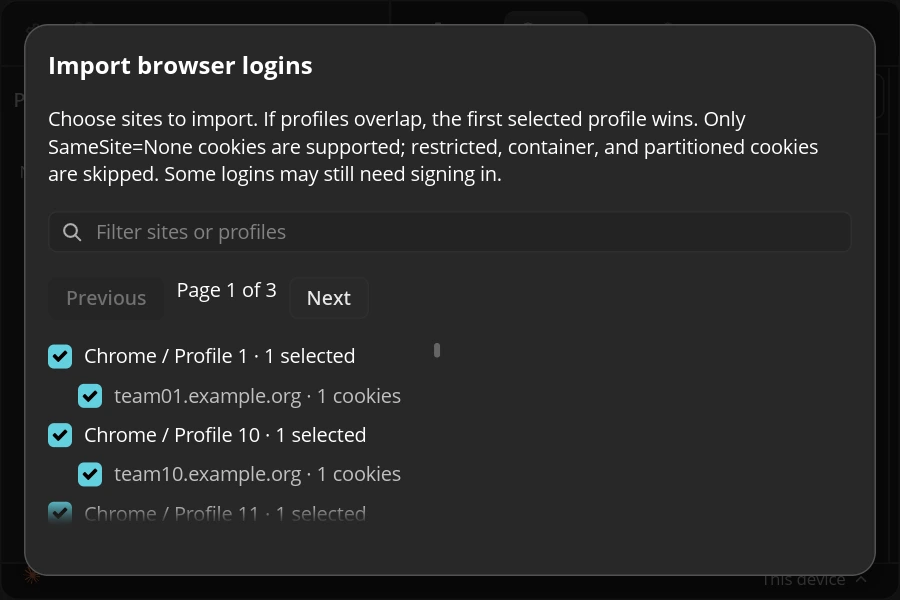 Import browser logins
Choose sites to import. If profiles overlap, the first selected profile wins. Only
SameSite=None cookies are supported; restricted, container, and partitioned cookies
are skipped. Some logins may still need signing in.
Filter sites or profiles
Previous Page 1 of 3 Next
Chrome / Profile 1 · 1 selected
team01.example.org · 1 cookies
Chrome / Profile 10 · 1 selected
team10.example.org · 1 cookies
Chrome / Profile 11 · 1 selected
This device